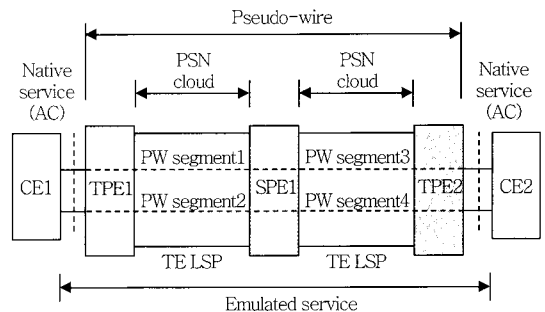 Pseudo-wire
Native
service
(AC)
PSN
cloud
PSN
cloud
Native
service
(AC)
CE1
TPE1
PW segment1
PW segment2
SPE1
PW segment3
PW segment4
TPE2
CE2
TE LSP
TE LSP
Emulated service